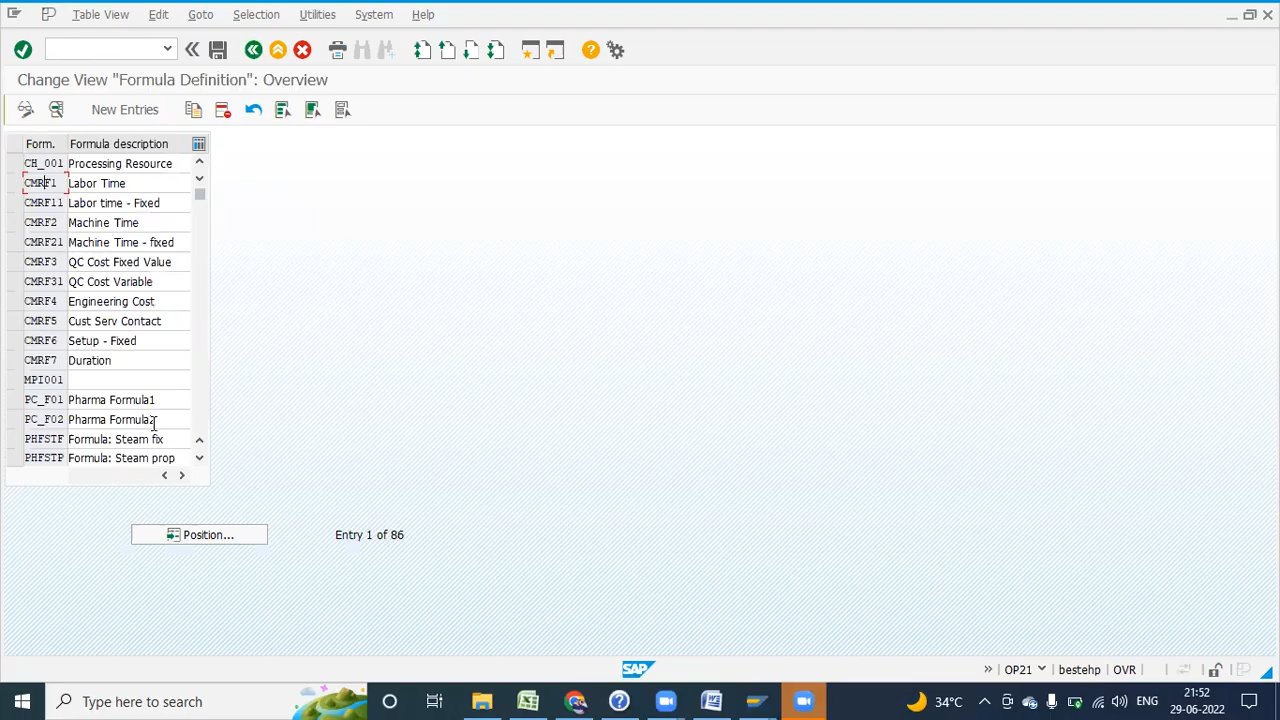 Table View Edit Goto Selection Utilities System Help
Change View "Formula Definition": Overview
New Entries
Form. Formula description
CH_001 Processing Resource
CMRF1 Labor Time
CMRF11 Labor time - Fixed
CMRF2 Machine Time
CMRF21 Machine Time - fixed
CMRF3 QC Cost Fixed Value
CMRF31 QC Cost Variable
CMRF4 Engineering Cost
CMRF5 Cust Serv Contact
CMRF6 Setup - Fixed
CMRF7 Duration
MPI001
PC_F01 Pharma Formula1
PC_F02 Pharma Formula2
PHFSTF Formula: Steam fix
PHFSTP Formula: Steam prop
Position... Entry 1 of 86
SAP
OP21 bestehp OVR
Type here to search 34°C ENG 21:52
29-06-2022